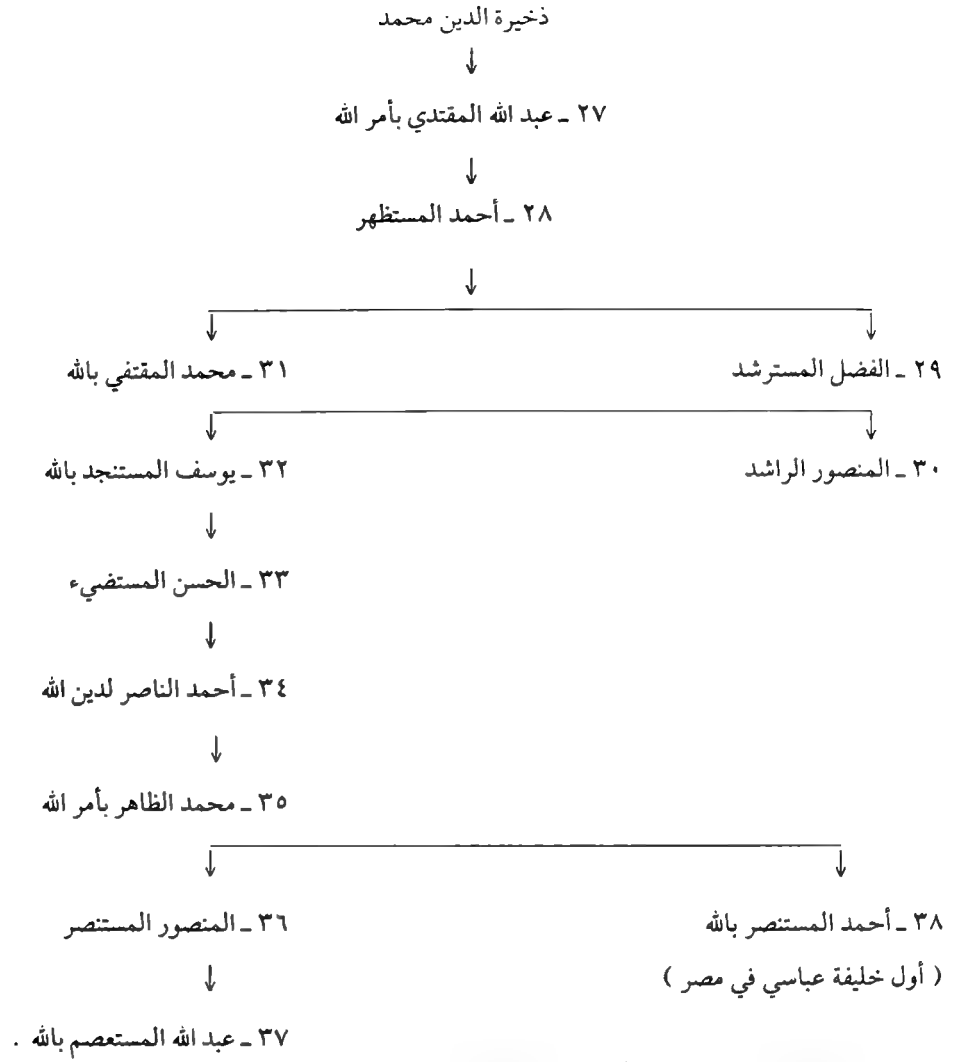 ذخيرة الدين محمد
↓
٢٧ ـ عبد الله المقتدي بأمر الله
↓
٢٨ ـ أحمد المستظهر
↓
↓ ↓
٢٩ ـ الفضل المسترشد ٣١ ـ محمد المقتفي بالله
↓ ↓
٣٠ ـ المنصور الراشد ٣٢ ـ يوسف المستنجد بالله
↓
٣٣ ـ الحسن المستضيء
↓
٣٤ ـ أحمد الناصر لدين الله
↓
٣٥ ـ محمد الظاهر بأمر الله
↓ ↓
٣٨ ـ أحمد المستنصر بالله ٣٦ ـ المنصور المستنصر
( أول خليفة عباسي في مصر ) ↓
٣٧ ـ عبد الله المستعصم بالله .